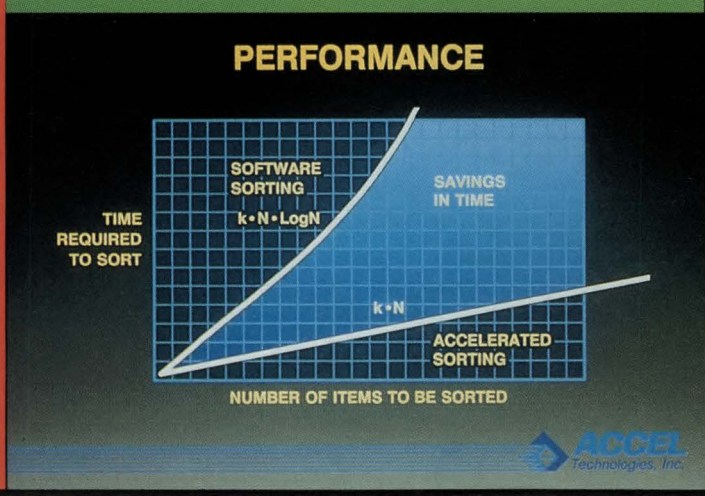 PERFORMANCE
SOFTWARE
SORTING
k•N•LogN
SAVINGS
IN TIME
TIME
REQUIRED
TO SORT
k•N
ACCELERATED
SORTING
NUMBER OF ITEMS TO BE SORTED
ACCEL
Technologies, Inc.